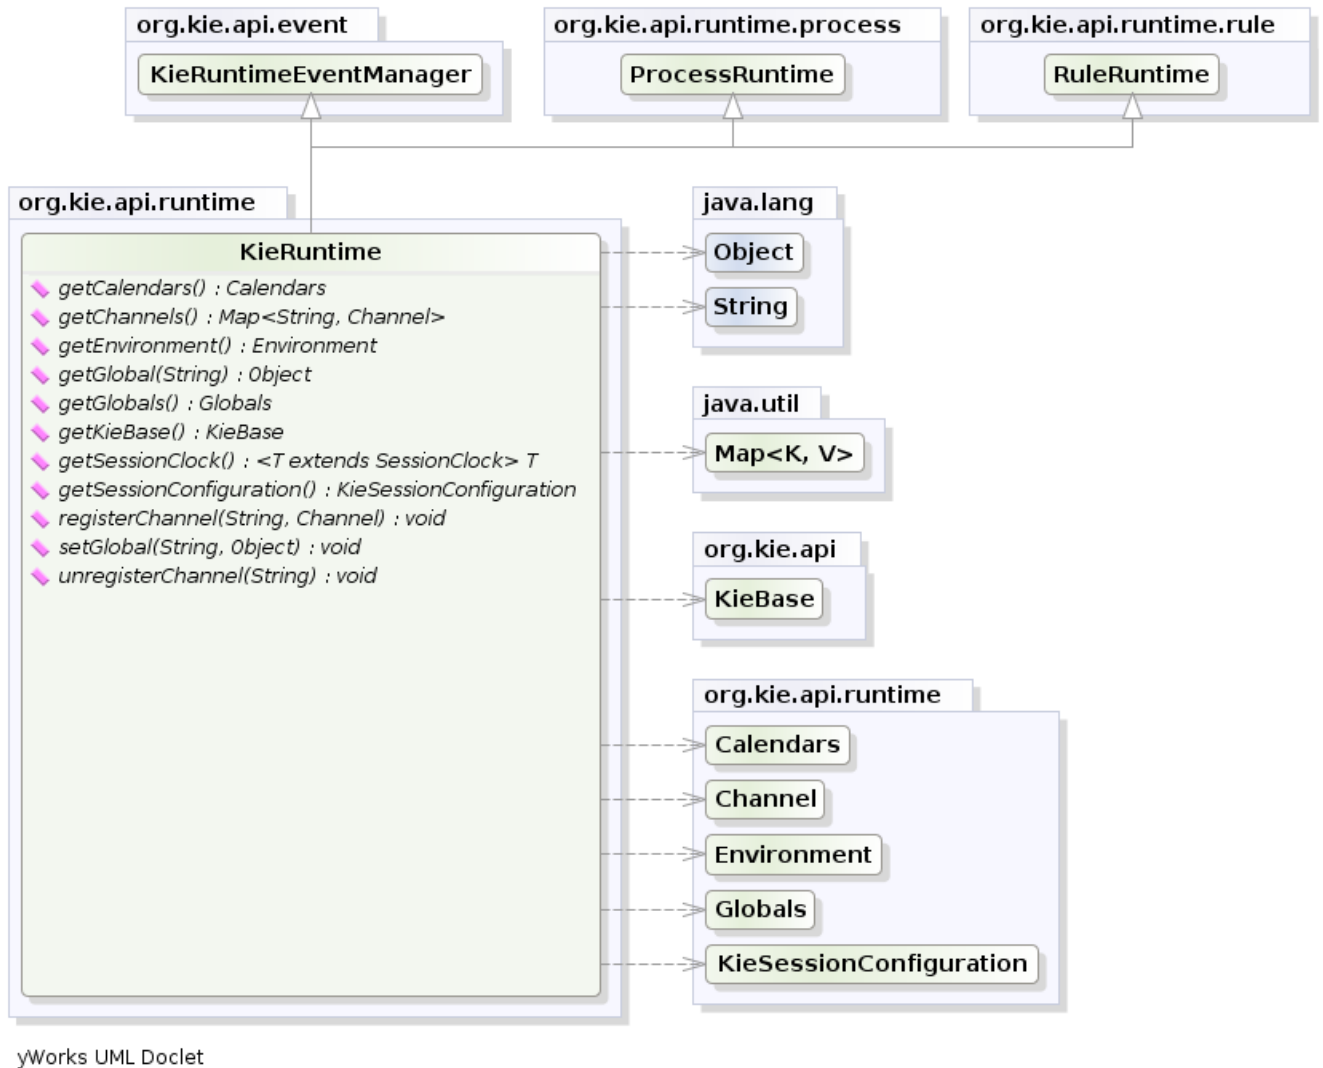 org.kie.api.event
KieRuntimeEventManager
org.kie.api.runtime.process
ProcessRuntime
org.kie.api.runtime.rule
RuleRuntime
org.kie.api.runtime
KieRuntime
getCalendars() : Calendars
getChannels() : Map<String, Channel>
getEnvironment() : Environment
getGlobal(String) : Object
getGlobals() : Globals
getKieBase() : KieBase
getSessionClock() : <T extends SessionClock> T
getSessionConfiguration() : KieSessionConfiguration
registerChannel(String, Channel) : void
setGlobal(String, Object) : void
unregisterChannel(String) : void
java.lang
Object
String
java.util
Map<K, V>
org.kie.api
KieBase
org.kie.api.runtime
Calendars
Channel
Environment
Globals
KieSessionConfiguration
yWorks UML Doclet